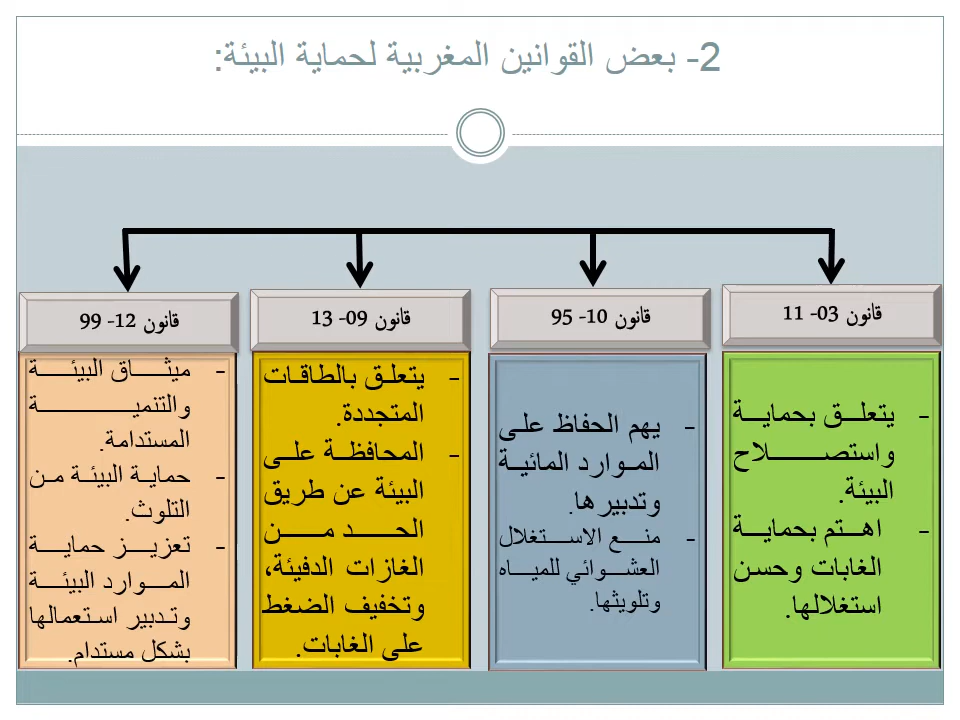 2- بعض القوانين المغربية لحماية البيئة:
قانون 03- 11
- يتعلق بحماية
واستصلاح
البيئة.
- اهتم بحماية
الغابات وحسن
استغلالها.
قانون 10- 95
- يهم الحفاظ على
الموارد المائية
وتدبيرها.
- منع الاستغلال
العشوائي للمياه
وتلويثها.
قانون 09- 13
- يتعلق بالطاقات
المتجددة.
- المحافظة على
البيئة عن طريق
الحد من
الغازات الدفيئة،
وتخفيف الضغط
على الغابات.
قانون 12- 99
- ميثاق البيئة
والتنمية
المستدامة.
- حماية البيئة من
التلوث.
- تعزيز حماية
الموارد البيئة
وتدبير استعمالها
بشكل مستدام.